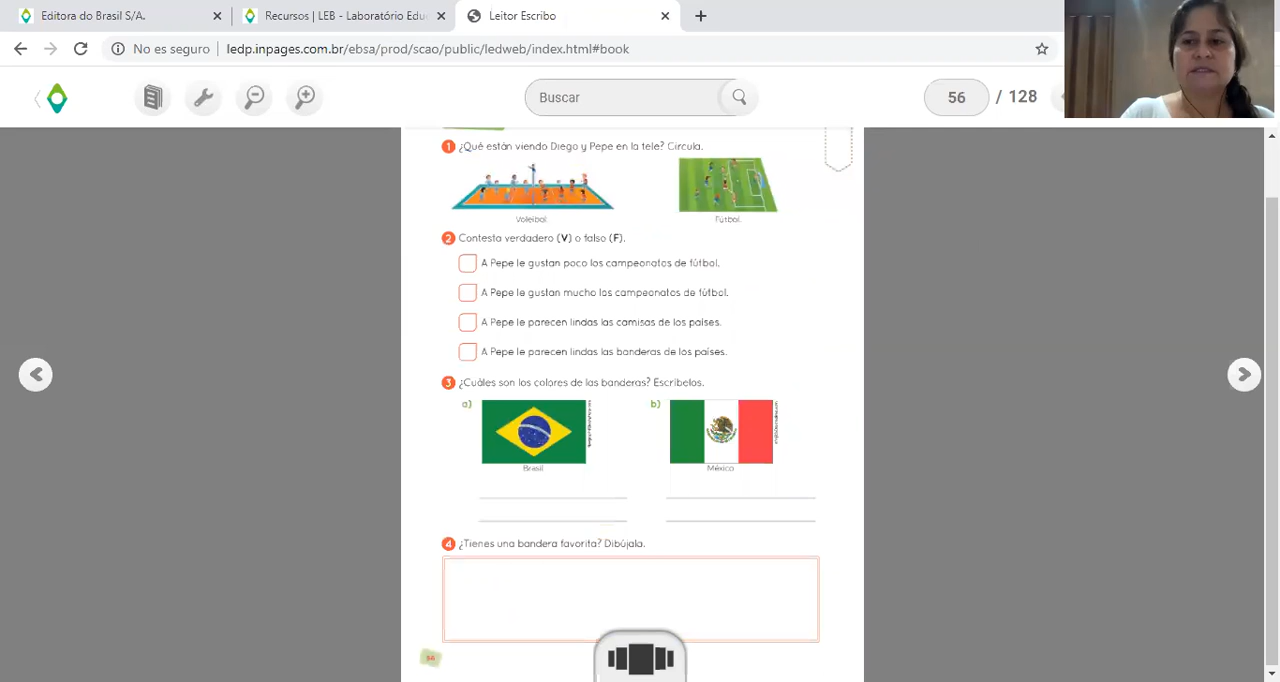 Editora do Brasil S/A.
Recursos | LEB - Laboratório Edu
Leitor Escribo
No es seguro
ledp.inpages.com.br/ebsa/prod/scao/public/ledweb/index.html#book
Buscar
56
/ 128
1 ¿Qué están viendo Diego y Pepe en la tele? Circula.
Voleibol.
Fútbol.
2 Contesta verdadero (V) o falso (F).
A Pepe le gustan poco los campeonatos de fútbol.
A Pepe le gustan mucho los campeonatos de fútbol.
A Pepe le parecen lindas las camisas de los países.
A Pepe le parecen lindas las banderas de los países.
3 ¿Cuáles son los colores de las banderas? Escríbelos.
a)
b)
Brasil
México
4 ¿Tienes una bandera favorita? Dibújala.
56